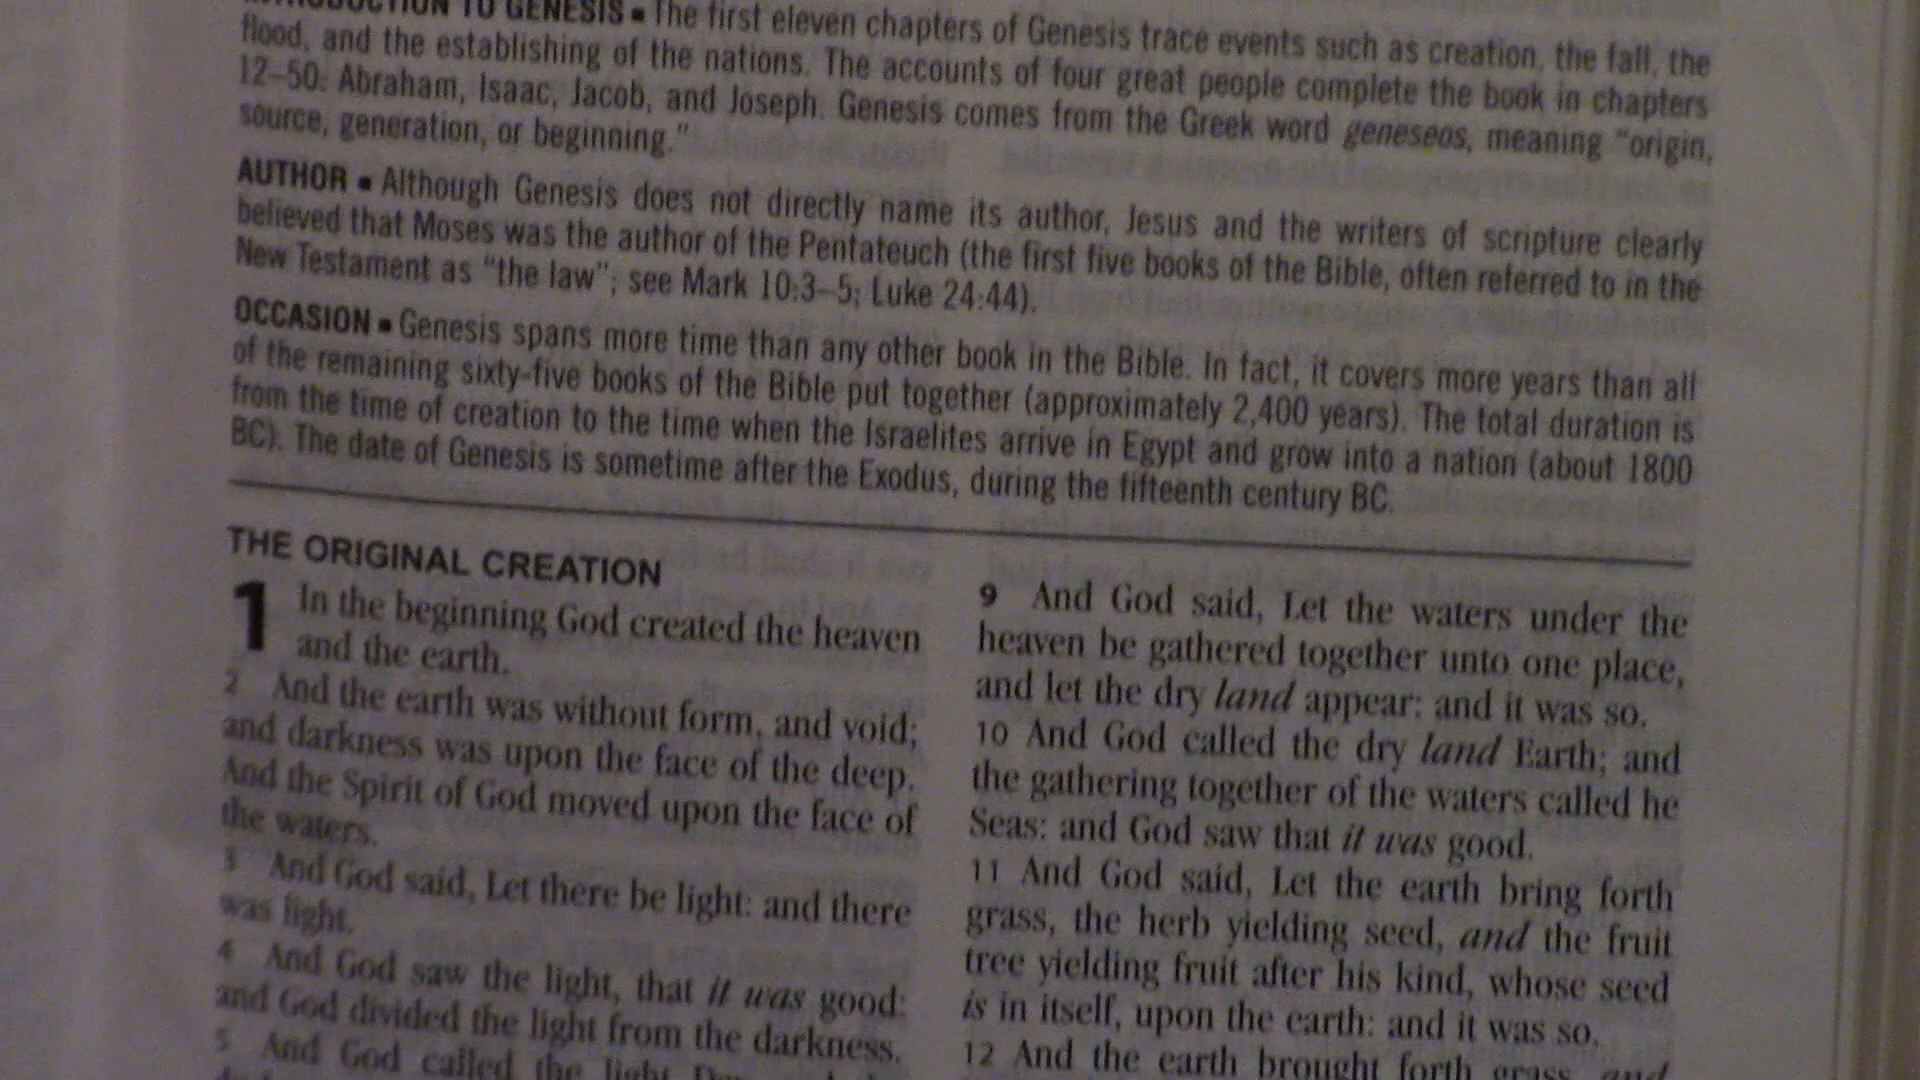 INTRODUCTION TO GENESIS ▪ The first eleven chapters of Genesis trace events such as creation, the fall, the
flood, and the establishing of the nations. The accounts of four great people complete the book in chapters
12–50: Abraham, Isaac, Jacob, and Joseph. Genesis comes from the Greek word geneseos, meaning "origin,
source, generation, or beginning."
AUTHOR ▪ Although Genesis does not directly name its author, Jesus and the writers of scripture clearly
believed that Moses was the author of the Pentateuch (the first five books of the Bible, often referred to in the
New Testament as "the law"; see Mark 10:3–5; Luke 24:44).
OCCASION ▪ Genesis spans more time than any other book in the Bible. In fact, it covers more years than all
of the remaining sixty-five books of the Bible put together (approximately 2,400 years). The total duration is
from the time of creation to the time when the Israelites arrive in Egypt and grow into a nation (about 1800
BC). The date of Genesis is sometime after the Exodus, during the fifteenth century BC.
THE ORIGINAL CREATION
1 In the beginning God created the heaven
and the earth.
2 And the earth was without form, and void;
and darkness was upon the face of the deep.
And the Spirit of God moved upon the face of
the waters.
3 And God said, Let there be light: and there
was light.
4 And God saw the light, that it was good:
and God divided the light from the darkness.
5 And God called the light
9 And God said, Let the waters under the
heaven be gathered together unto one place,
and let the dry land appear: and it was so.
10 And God called the dry land Earth; and
the gathering together of the waters called he
Seas: and God saw that it was good.
11 And God said, Let the earth bring forth
grass, the herb yielding seed, and the fruit
tree yielding fruit after his kind, whose seed
is in itself, upon the earth: and it was so.
12 And the earth brought forth grass, and